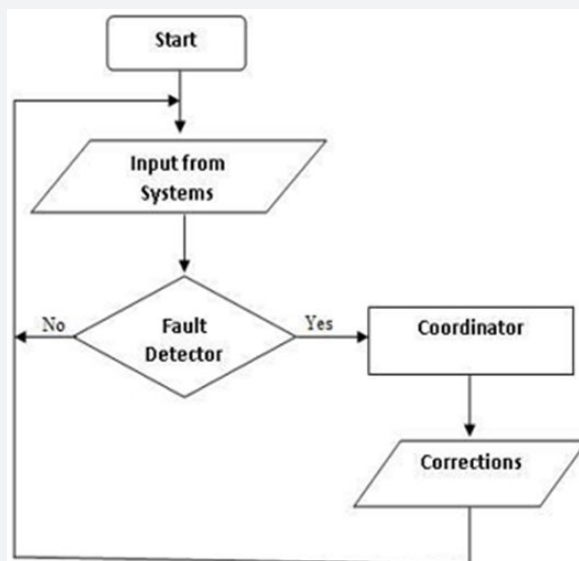 Start
Input from
Systems
Fault
Detector
No
Yes
Coordinator
Corrections